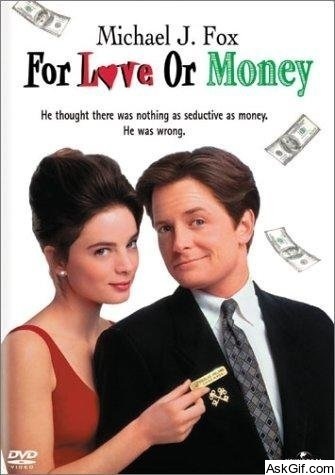 Michael J. Fox
For Love Or Money
He thought there was nothing as seductive as money.
He was wrong.
DVD
VIDEO
UNIVERSAL
AskGif.com